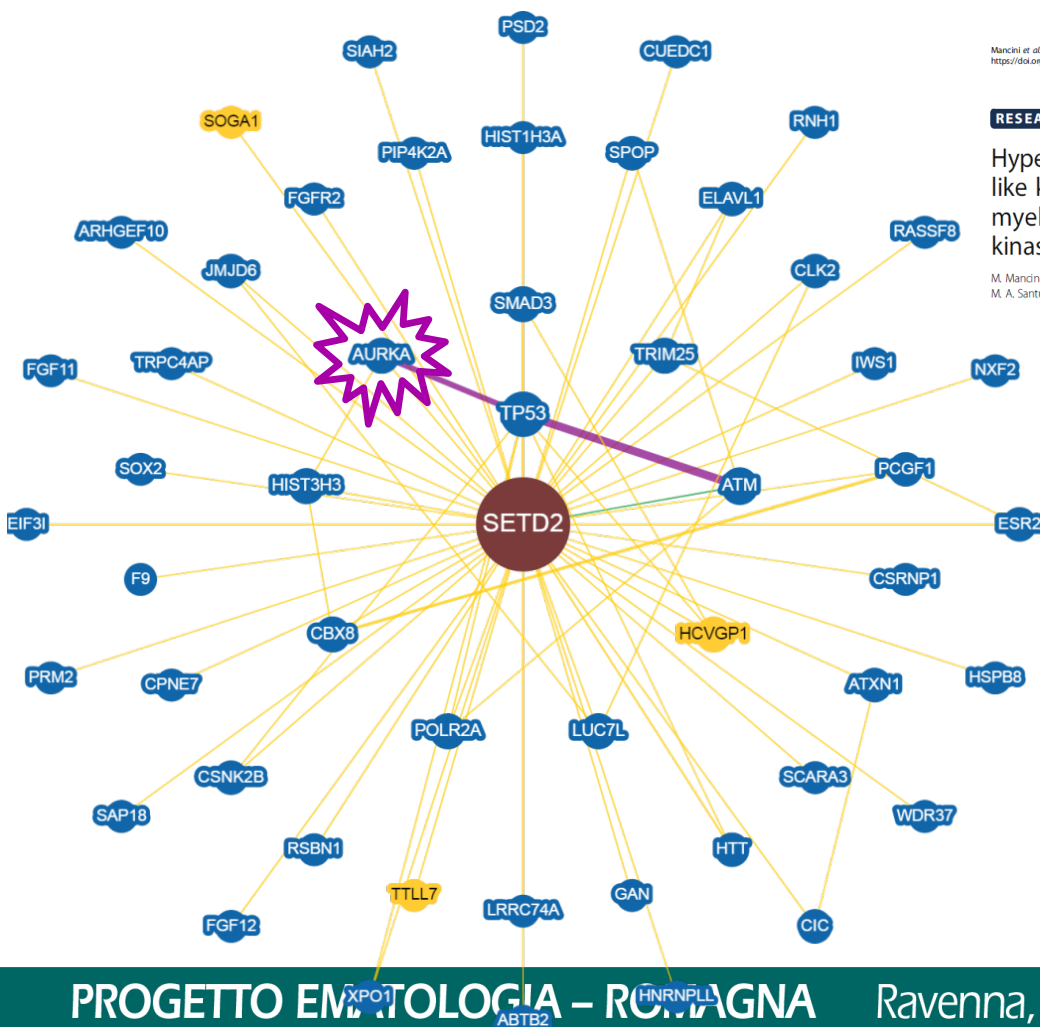 PSD2
SIAH2
CUEDC1
Mancini et al
https://doi.or
SOGA1
RNH1
RESEA
HIST1H3A
PIP4K2A
SPOP
Hype
like k
FGFR2
ELAVL1
myel
ARHGEF10
RASSF8
kinas
JMJD6
CLK2
M. Mancin
M. A. Santu
SMAD3
AURKA
TRIM25
FGF11
TRPC4AP
IWS1
NXF2
TP53
SOX2
HIST3H3
ATM
PCGF1
EIF3I
SETD2
ESR2
F9
CSRNP1
CBX8
HCVGP1
PRM2
CPNE7
ATXN1
HSPB8
POLR2A
LUC7L
CSNK2B
SCARA3
SAP18
WDR37
RSBN1
HTT
TTLL7
LRRC74A
GAN
FGF12
CIC
PROGETTO EMATOLOGIA – ROMAGNA Ravenna,
XPO1
HNRNPLL
ABTB2